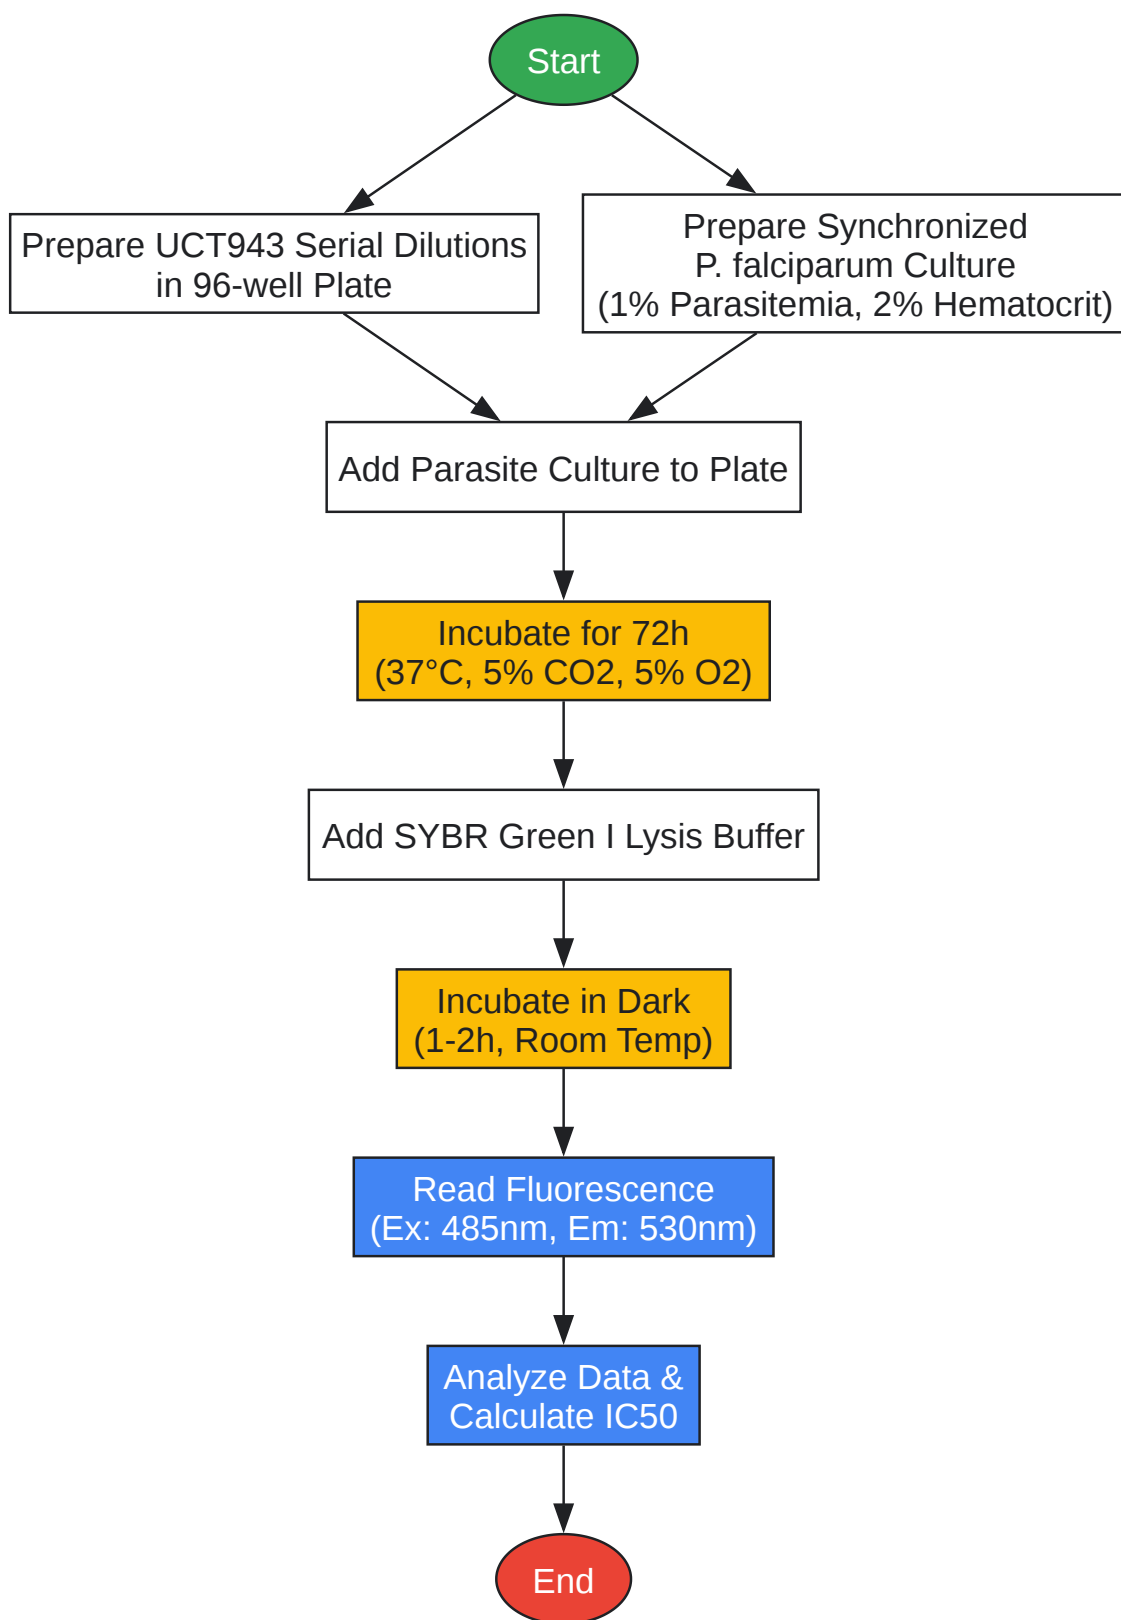 Start
Prepare UCT943 Serial Dilutions
in 96-well Plate
Prepare Synchronized
P. falciparum Culture
(1% Parasitemia, 2% Hematocrit)
Add Parasite Culture to Plate
Incubate for 72h
(37°C, 5% CO2, 5% O2)
Add SYBR Green I Lysis Buffer
Incubate in Dark
(1-2h, Room Temp)
Read Fluorescence
(Ex: 485nm, Em: 530nm)
Analyze Data &
Calculate IC50
End